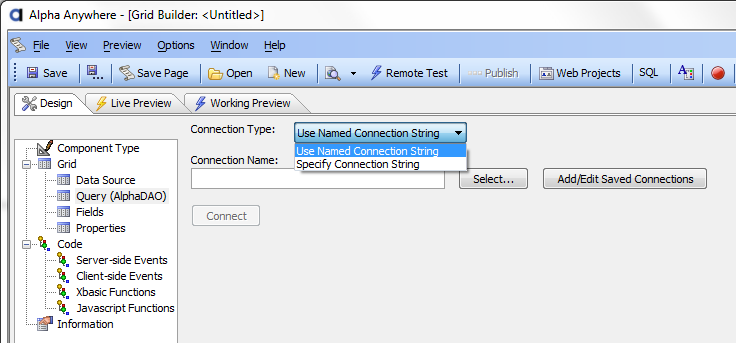 Alpha Anywhere - [Grid Builder: <Untitled>]
File View Preview Options Window Help
Save Save Page Open New Remote Test Publish Web Projects SQL A
Design Live Preview Working Preview
Connection Type: Use Named Connection String
Use Named Connection String
Specify Connection String
Connection Name:
Select... Add/Edit Saved Connections
Connect
Component Type
Grid
Data Source
Query (AlphaDAO)
Fields
Properties
Code
Server-side Events
Client-side Events
Xbasic Functions
Javascript Functions
Information